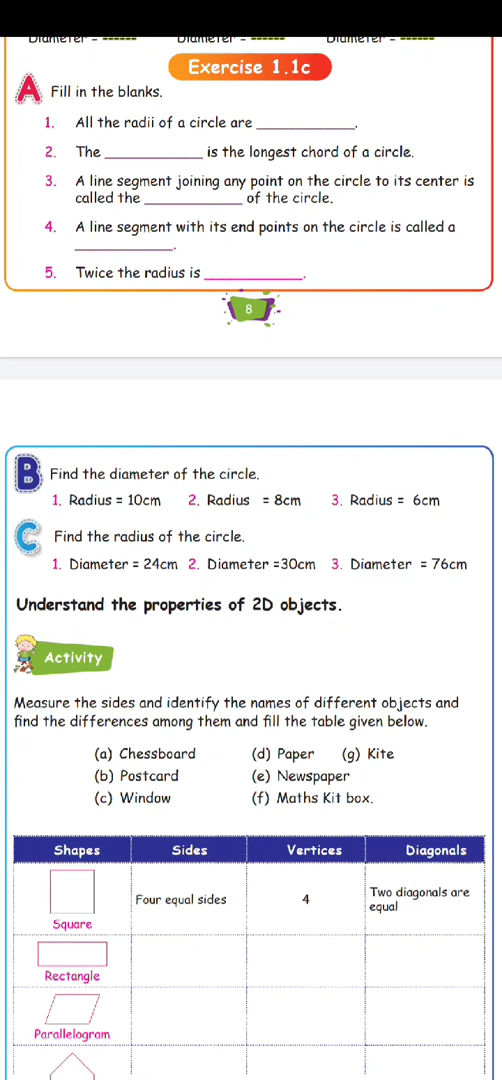 Diameter = ------ Diameter = ------ Diameter = ------
Exercise 1.1c
A Fill in the blanks.
1. All the radii of a circle are ____________.
2. The ____________ is the longest chord of a circle.
3. A line segment joining any point on the circle to its center is
called the ____________ of the circle.
4. A line segment with its end points on the circle is called a
____________.
5. Twice the radius is ____________.
8
B Find the diameter of the circle.
1. Radius = 10cm 2. Radius = 8cm 3. Radius = 6cm
C Find the radius of the circle.
1. Diameter = 24cm 2. Diameter =30cm 3. Diameter = 76cm
Understand the properties of 2D objects.
Activity
Measure the sides and identify the names of different objects and
find the differences among them and fill the table given below.
(a) Chessboard (d) Paper (g) Kite
(b) Postcard (e) Newspaper
(c) Window (f) Maths Kit box.
Shapes Sides Vertices Diagonals
Four equal sides 4 Two diagonals are
equal
Square
Rectangle
Parallelogram